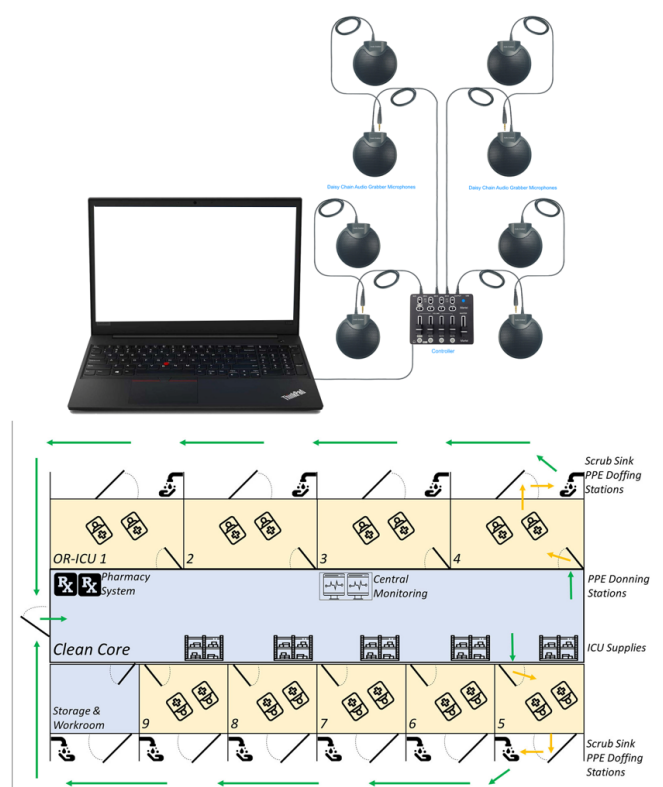 Daisy Chain Audio Grabber Microphones
Daisy Chain Audio Grabber Microphones
ThinkPad
Controller
Scrub Sink
PPE Doffing
Stations
OR-ICU 1
2
3
4
Rx Rx
Pharmacy
System
Central
Monitoring
PPE Donning
Stations
Clean Core
ICU Supplies
Storage &
Workroom
9
8
7
6
5
Scrub Sink
PPE Doffing
Stations